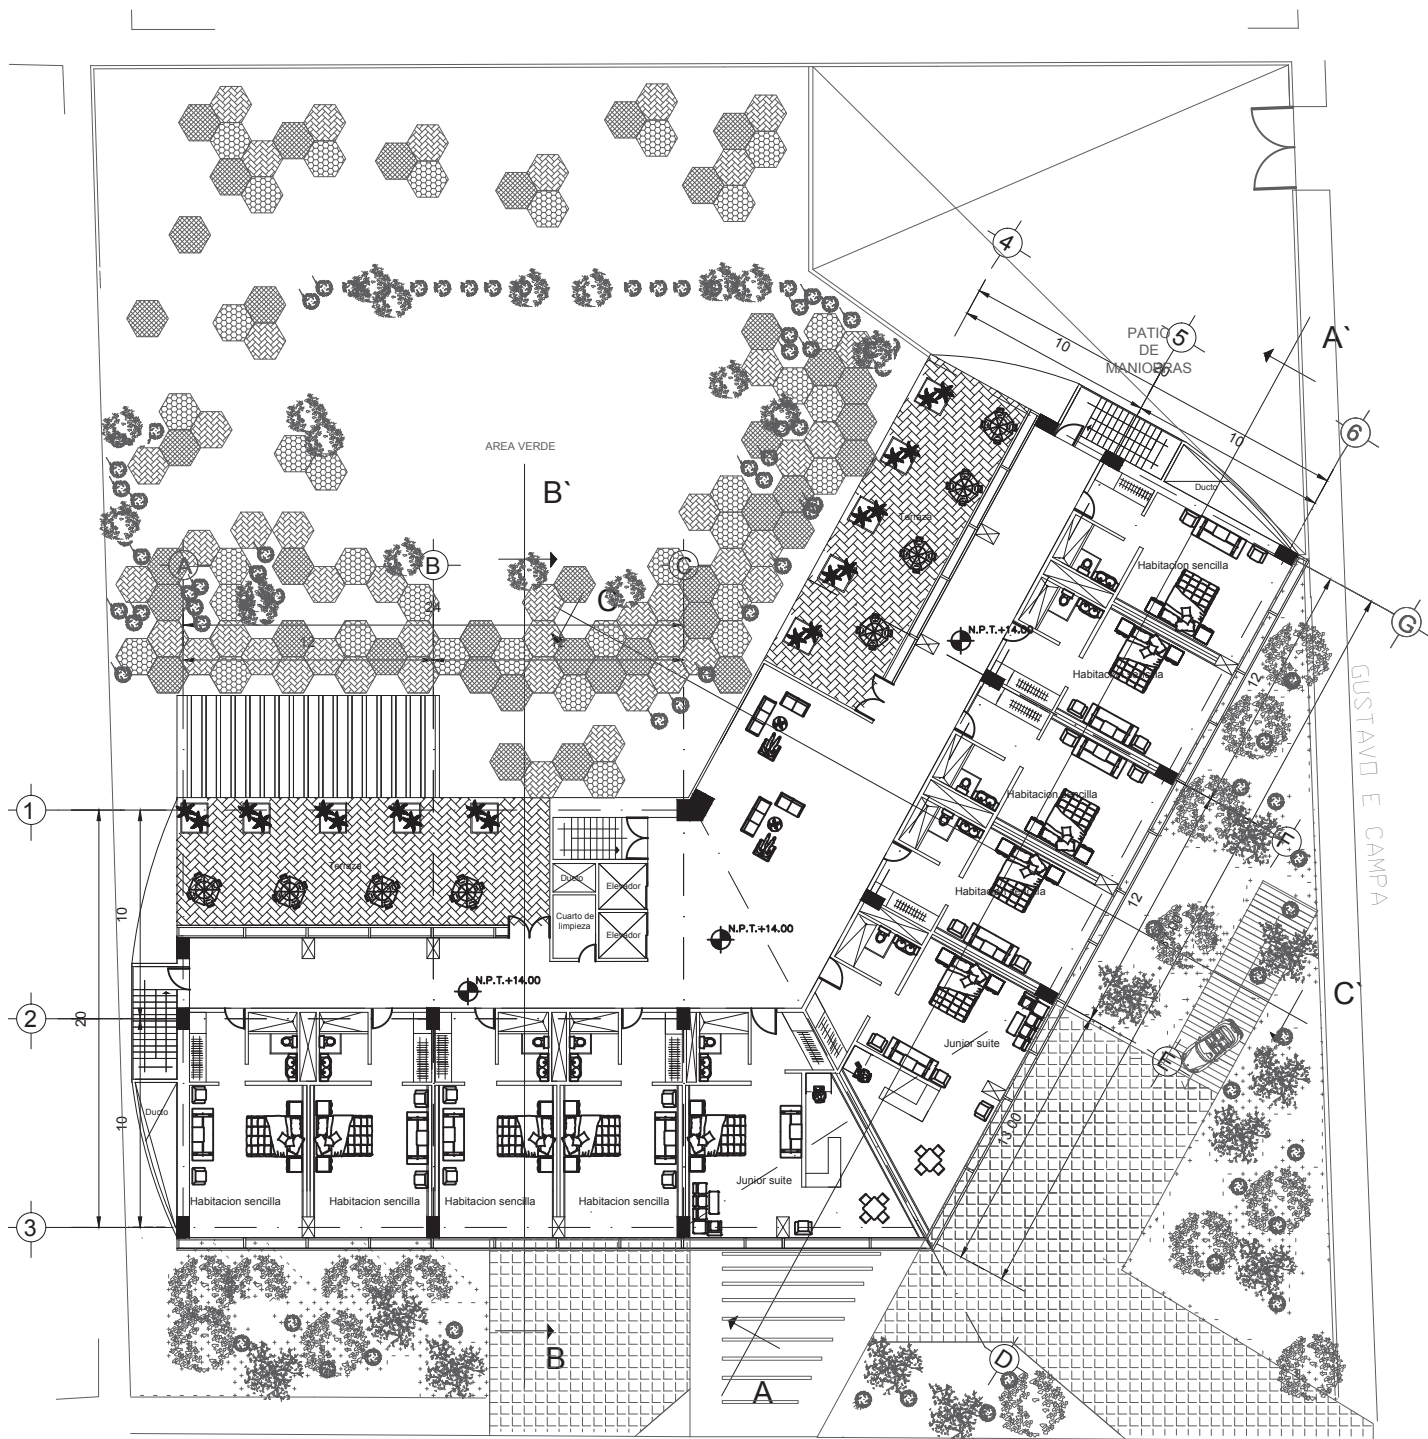 4
5
6
A`
PATIO
DE
MANIOBRAS
10
10
AREA VERDE
B`
Ducto
Terraza
Habitacion sencilla
A
B
C
24
12
C
N.P.T.+14.00
G
Habitacion sencilla
12
GUSTAVO E CAMPA
Habitacion sencilla
1
Terraza
Ducto
Elevador
F
Habitacion sencilla
12
10
Cuarto de
limpieza
Elevador
N.P.T.+14.00
N.P.T.+14.00
C`
2
20
Junior suite
E
Ducto
10
13.00
Habitacion sencilla
Habitacion sencilla
Habitacion sencilla
Habitacion sencilla
Junior suite
3
B
D
A